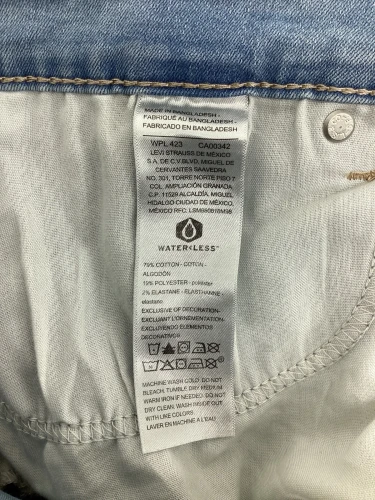 MADE IN BANGLADESH -
FABRIQUÉ AU BANGLADESH -
FABRICADO EN BANGLADESH
WPL 423 CA00342
LEVI STRAUSS DE MÉXICO
S.A. DE C.V. BLVD. MIGUEL DE
CERVANTES SAAVEDRA
NO. 301, TORRE NORTE PISO 7
COL. AMPLIACIÓN GRANADA,
C.P. 11529 ALCALDÍA, MIGUEL
HIDALGO CIUDAD DE MÉXICO
MÉXICO RFC.
WATER<LESS™
79% COTTON - COTON -
ALGODÓN
19% POLYESTER - polyester
2% ELASTANE - ÉLASTHANNE -
elastano
EXCLUSIVE OF DECORATION-
EXCLUANT L'ORNEMENTATION-
EXCLUYENDO ELEMENTOS
DECORATIVOS
MACHINE WASH COLD. DO NOT
BLEACH. TUMBLE DRY MEDIUM.
WARM IRON IF NEEDED. DO NOT
DRY CLEAN. WASH INSIDE OUT
WITH LIKE COLORS.
LAVER EN MACHINE À L'EAU